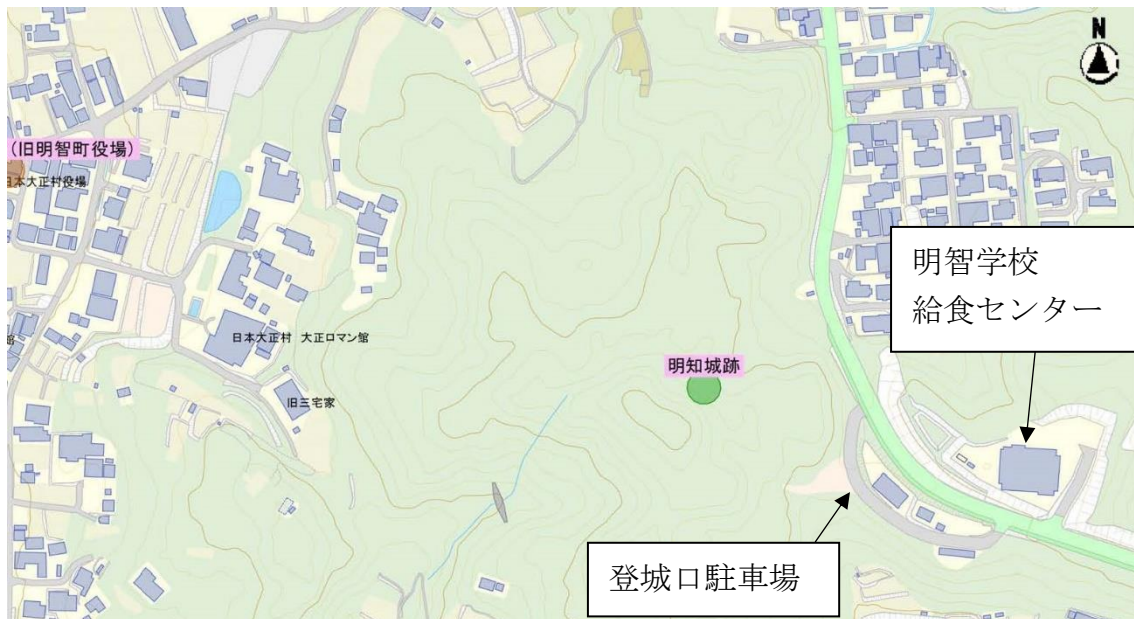 N
(旧明智町役場)
日本大正村役場
明智学校
給食センター
日本大正村 大正ロマン館
館
明知城跡
旧三宅家
登城口駐車場